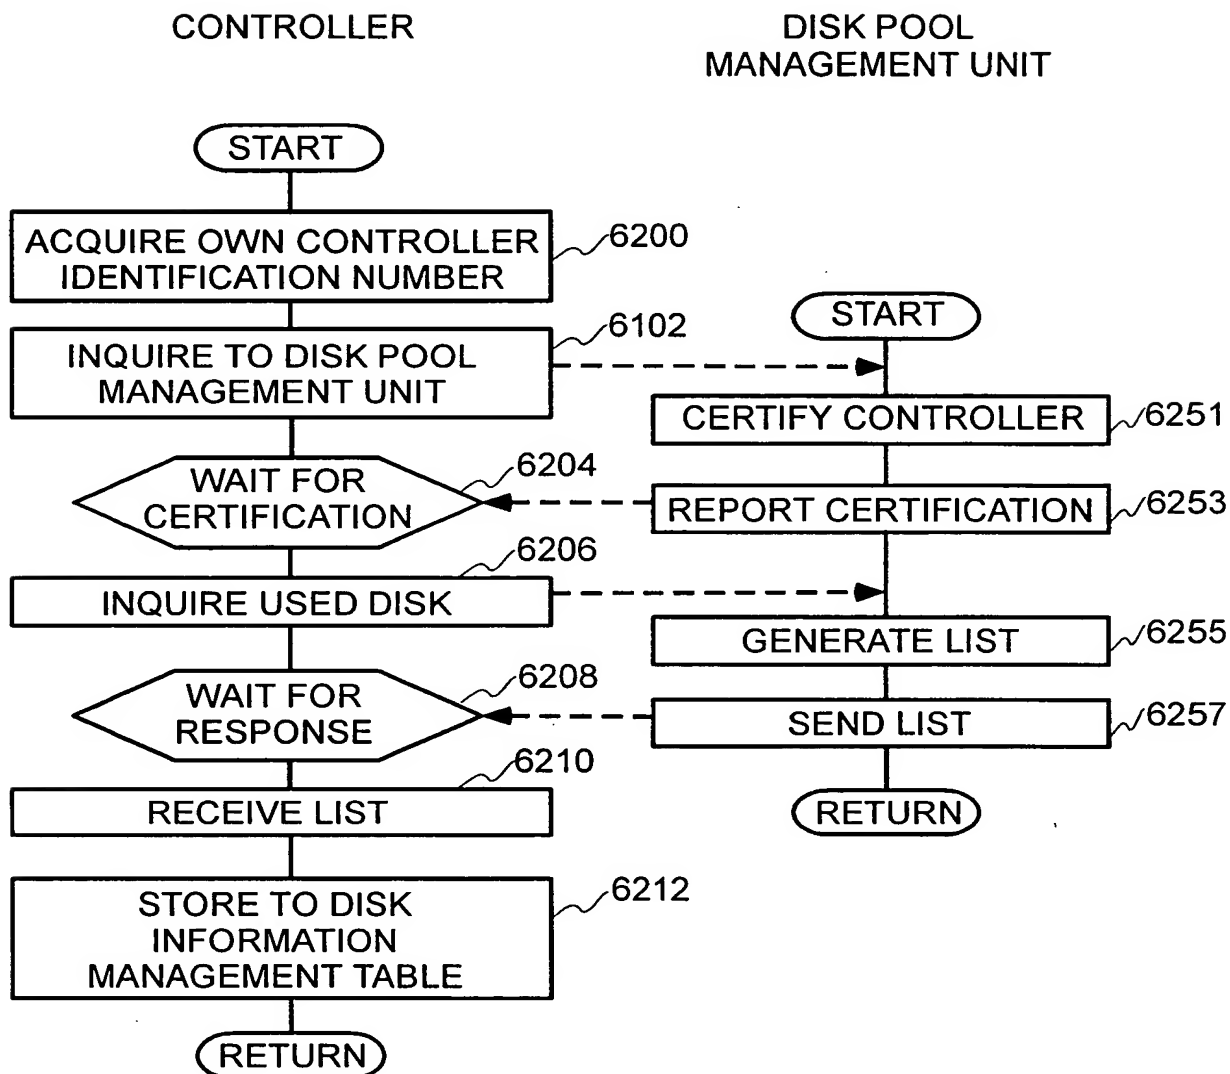 CONTROLLER
START
ACQUIRE OWN CONTROLLER
IDENTIFICATION NUMBER
6200
6102
INQUIRE TO DISK POOL
MANAGEMENT UNIT
WAIT FOR
CERTIFICATION
6204
6206
INQUIRE USED DISK
WAIT FOR
RESPONSE
6208
6210
RECEIVE LIST
STORE TO DISK
INFORMATION
MANAGEMENT TABLE
6212
RETURN
DISK POOL
MANAGEMENT UNIT
START
CERTIFY CONTROLLER
6251
REPORT CERTIFICATION
6253
GENERATE LIST
6255
SEND LIST
6257
RETURN